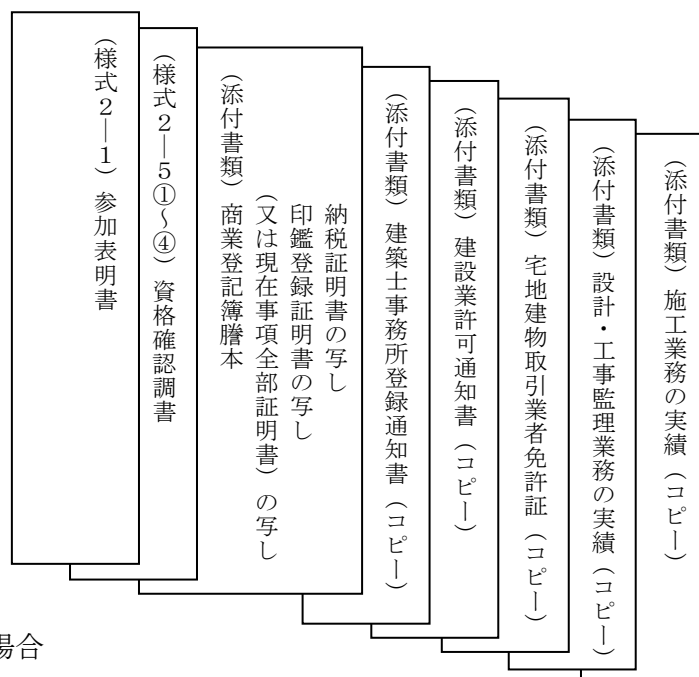 （様式２―１）参加表明書
（様式２―５①～④）資格確認調書
（添付書類）商業登記簿謄本
（又は現在事項全部証明書）の写し
印鑑登録証明書の写し
納税証明書の写し
（添付書類）建築士事務所登録通知書（コピー）
（添付書類）建設業許可通知書（コピー）
（添付書類）宅地建物取引業者免許証（コピー）
（添付書類）設計・工事監理業務の実績（コピー）
（添付書類）施工業務の実績（コピー）
場合